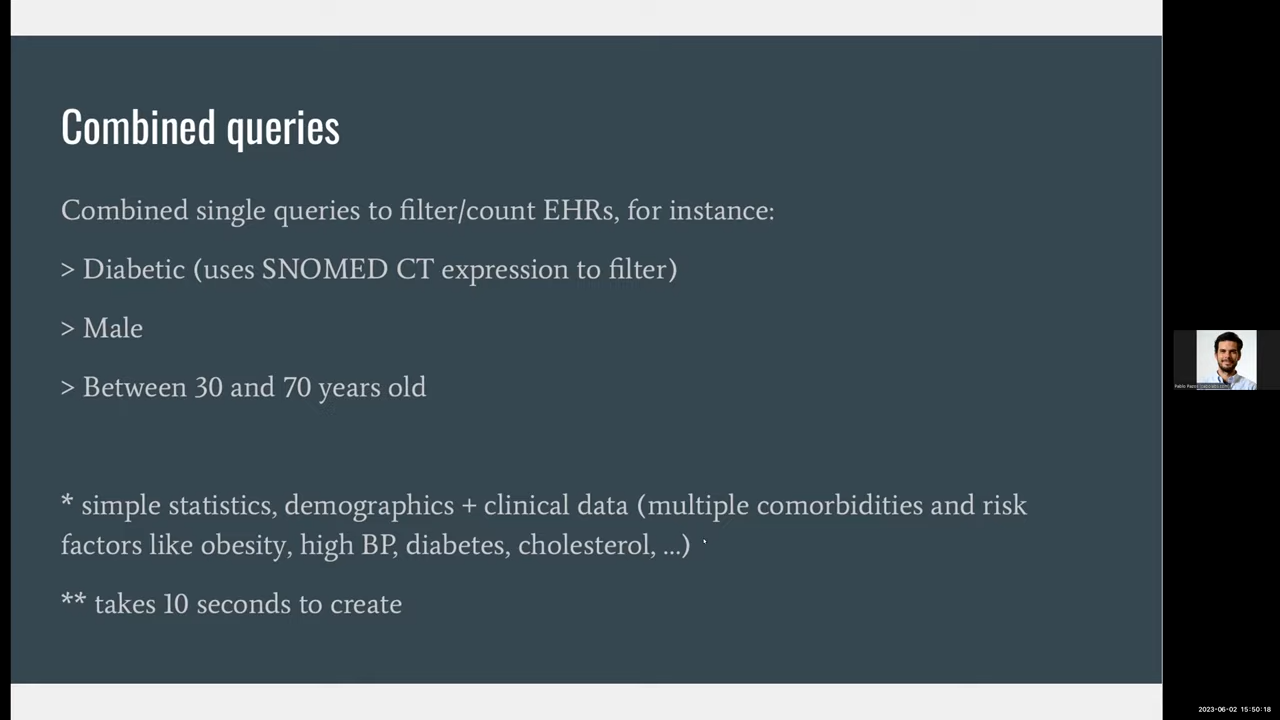 Combined queries
Combined single queries to filter/count EHRs, for instance:
> Diabetic (uses SNOMED CT expression to filter)
> Male
> Between 30 and 70 years old
* simple statistics, demographics + clinical data (multiple comorbidities and risk
factors like obesity, high BP, diabetes, cholesterol, ...)
** takes 10 seconds to create
Pablo Pazos
2023-06-02 15:50:18